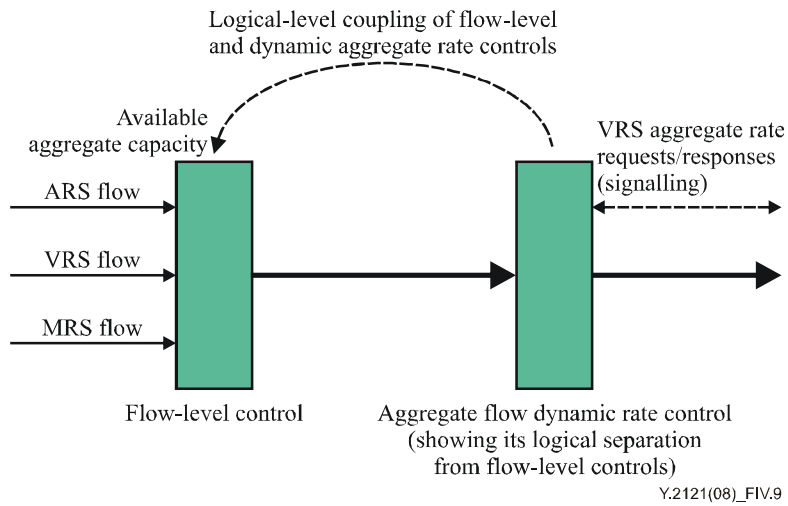 Logical-level coupling of flow-level
and dynamic aggregate rate controls
Available
aggregate capacity
VRS aggregate rate
requests/responses
(signalling)
ARS flow
VRS flow
MRS flow
Flow-level control
Aggregate flow dynamic rate control
(showing its logical separation
from flow-level controls)
Y.2121(08)_FIV.9